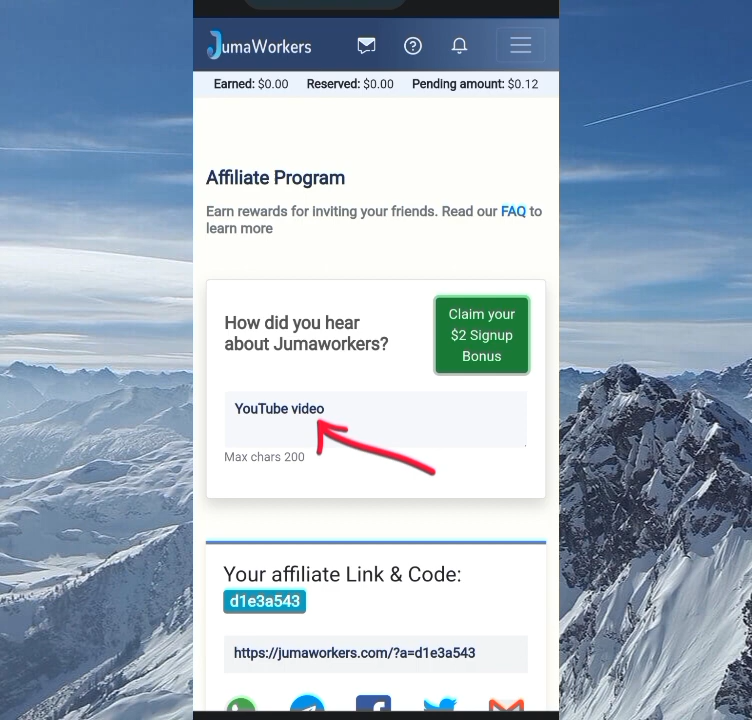 JumaWorkers
Earned: $0.00 Reserved: $0.00 Pending amount: $0.12
Affiliate Program
Earn rewards for inviting your friends. Read our FAQ to
learn more
How did you hear
about Jumaworkers?
Claim your
$2 Signup
Bonus
YouTube video
Max chars 200
Your affiliate Link & Code:
d1e3a543
https://jumaworkers.com/?a=d1e3a543